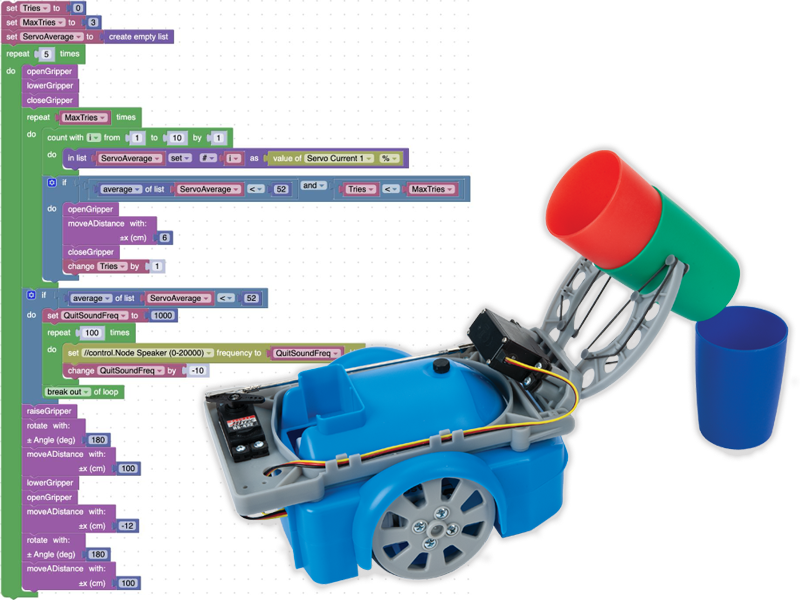 set Tries to 0
set MaxTries to 3
set ServoAverage to create empty list
repeat 5 times
do openGripper
lowerGripper
closeGripper
repeat MaxTries times
do count with i from 1 to 10 by 1
do in list ServoAverage set # i as value of Servo Current 1 %
if average of list ServoAverage < 52 and Tries < MaxTries
do openGripper
moveADistance with:
±x (cm) 6
closeGripper
change Tries by 1
if average of list ServoAverage < 52
do set QuitSoundFreq to 1000
repeat 100 times
do set //control.Node Speaker (0-20000) frequency to QuitSoundFreq
change QuitSoundFreq by -10
break out of loop
raiseGripper
rotate with:
± Angle (deg) 180
moveADistance with:
±x (cm) 100
lowerGripper
openGripper
moveADistance with:
±x (cm) -12
rotate with:
± Angle (deg) 180
moveADistance with:
±x (cm) 100